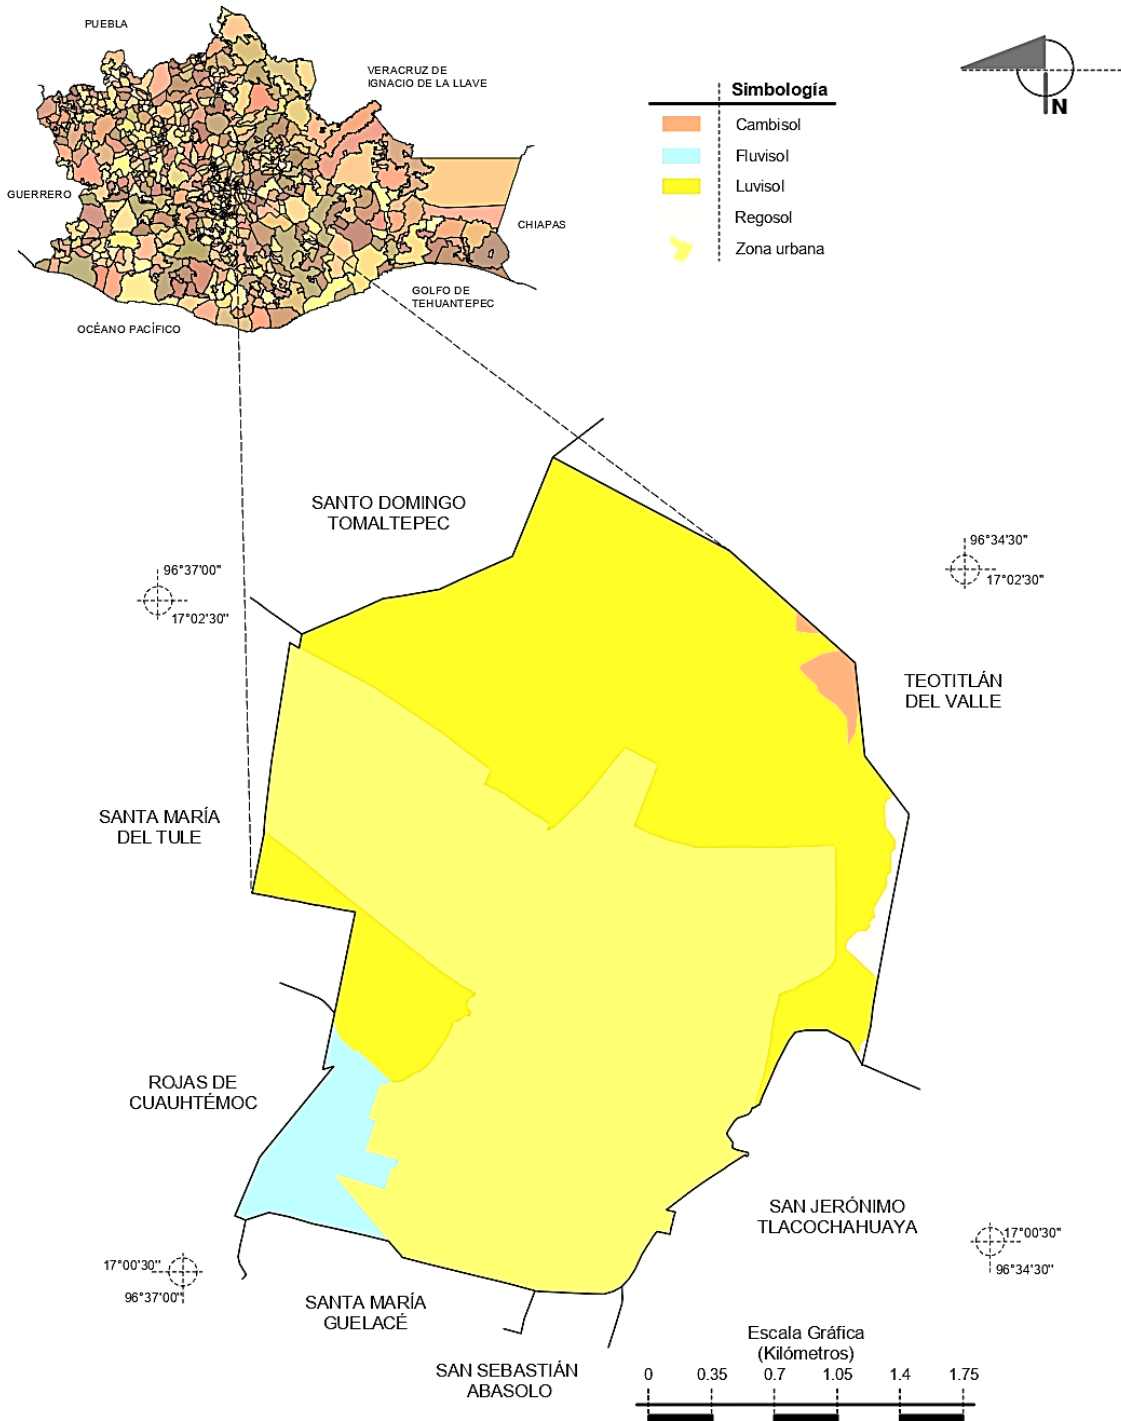 PUEBLA
VERACRUZ DE
IGNACIO DE LA LLAVE
GUERRERO
CHIAPAS
GOLFO DE
TEHUANTEPEC
OCÉANO PACÍFICO
N
Simbología
Cambisol
Fluvisol
Luvisol
Regosol
Zona urbana
SANTO DOMINGO
TOMALTEPEC
96°37'00"
17°02'30"
96°34'30"
17°02'30"
TEOTITLÁN
DEL VALLE
SANTA MARÍA
DEL TULE
ROJAS DE
CUAUHTÉMOC
SAN JERÓNIMO
TLACOCHAHUAYA
17°00'30"
96°37'00"
17°00'30"
96°34'30"
SANTA MARÍA
GUELACÉ
SAN SEBASTIÁN
ABASOLO
Escala Gráfica
(Kilómetros)
0 0.35 0.7 1.05 1.4 1.75